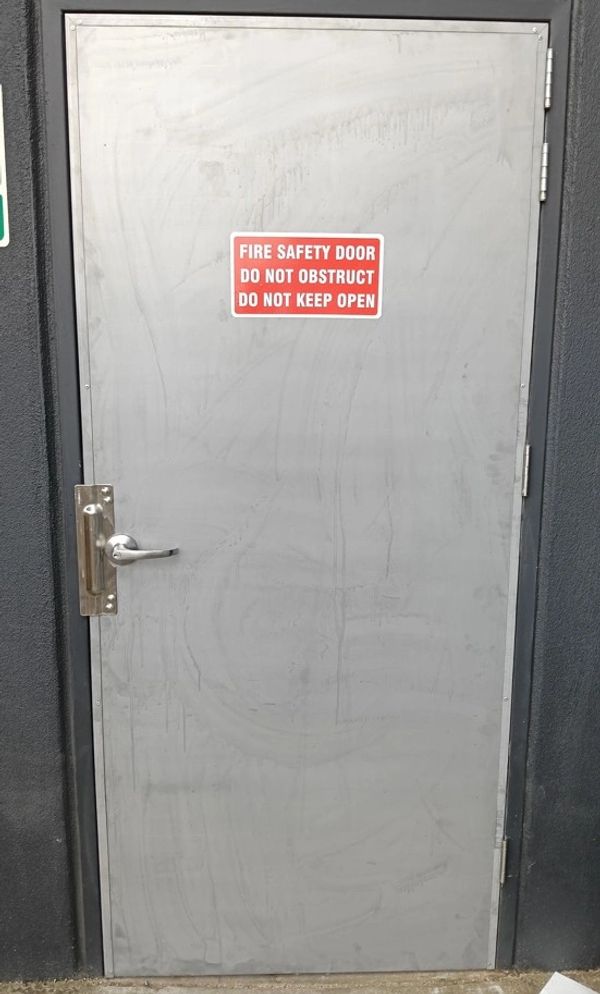 FIRE SAFETY DOOR
DO NOT OBSTRUCT
DO NOT KEEP OPEN